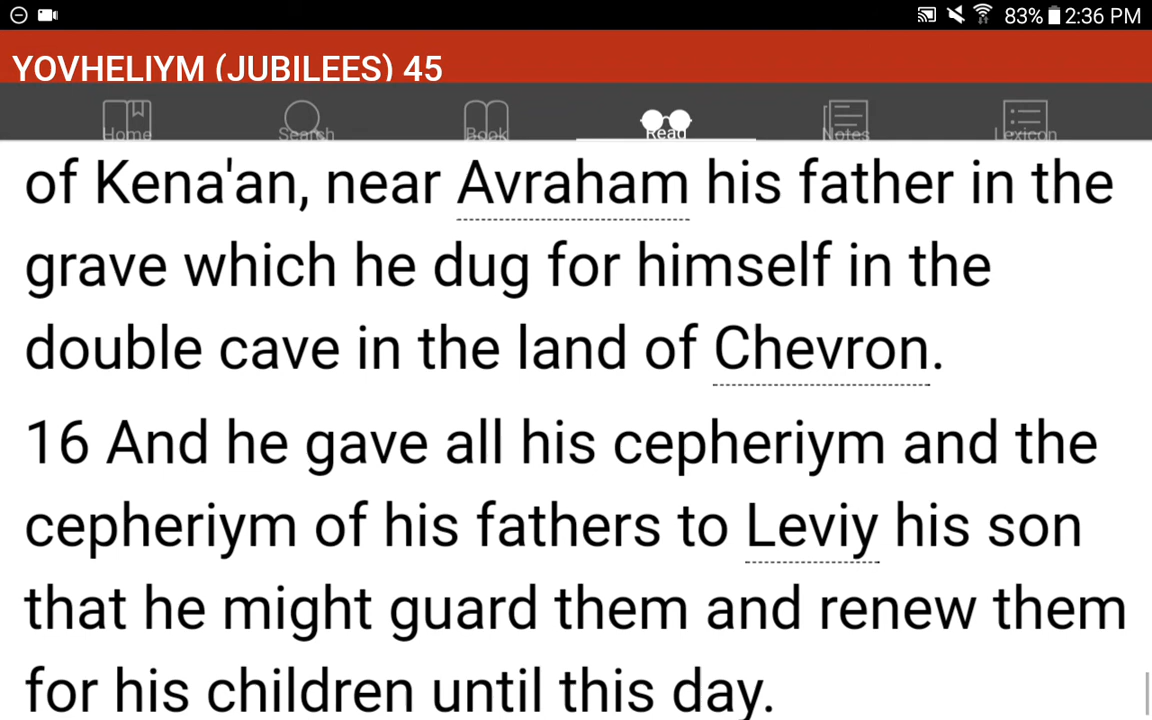 83% 2:36 PM
YOVHELIYM (JUBILEES) 45
Home Search Book Read Notes Lexicon
of Kena'an, near Avraham his father in the
grave which he dug for himself in the
double cave in the land of Chevron.
16 And he gave all his cepheriym and the
cepheriym of his fathers to Leviy his son
that he might guard them and renew them
for his children until this day.